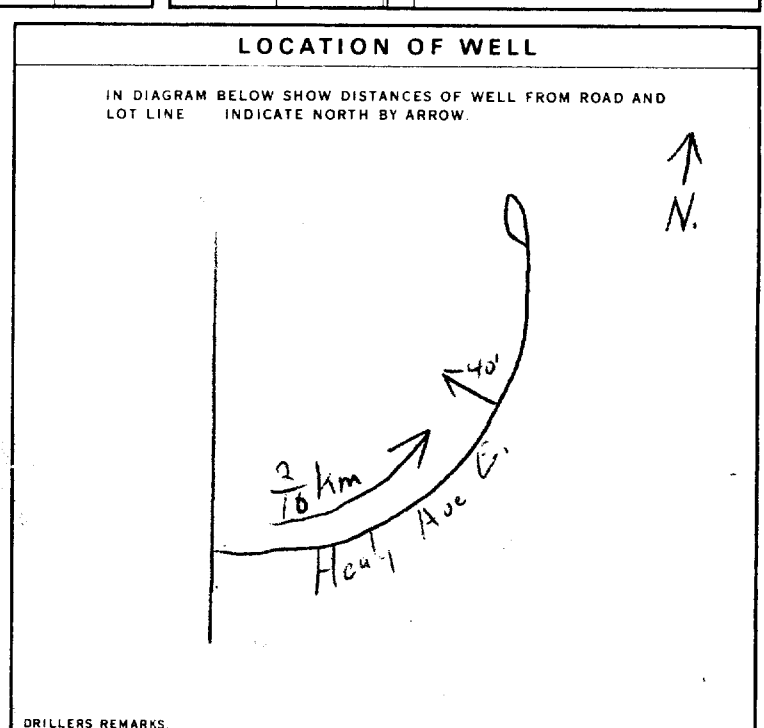 LOCATION OF WELL
IN DIAGRAM BELOW SHOW DISTANCES OF WELL FROM ROAD AND
LOT LINE INDICATE NORTH BY ARROW.
N.
40'
2/10 km
Healy Ave E.
DRILLERS REMARKS.